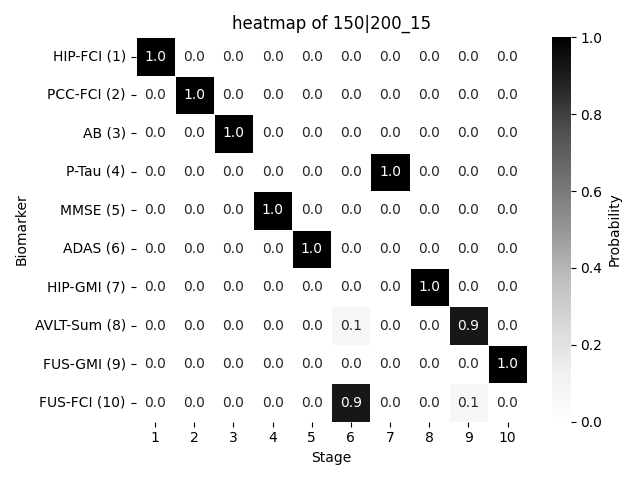 heatmap of 150|200_15
HIP-FCI (1) 1.0 0.0 0.0 0.0 0.0 0.0 0.0 0.0 0.0 0.0
PCC-FCI (2) 0.0 1.0 0.0 0.0 0.0 0.0 0.0 0.0 0.0 0.0
AB (3) 0.0 0.0 1.0 0.0 0.0 0.0 0.0 0.0 0.0 0.0
P-Tau (4) 0.0 0.0 0.0 0.0 0.0 0.0 1.0 0.0 0.0 0.0
MMSE (5) 0.0 0.0 0.0 1.0 0.0 0.0 0.0 0.0 0.0 0.0
ADAS (6) 0.0 0.0 0.0 0.0 1.0 0.0 0.0 0.0 0.0 0.0
HIP-GMI (7) 0.0 0.0 0.0 0.0 0.0 0.0 0.0 1.0 0.0 0.0
AVLT-Sum (8) 0.0 0.0 0.0 0.0 0.0 0.1 0.0 0.0 0.9 0.0
FUS-GMI (9) 0.0 0.0 0.0 0.0 0.0 0.0 0.0 0.0 0.0 1.0
FUS-FCI (10) 0.0 0.0 0.0 0.0 0.0 0.9 0.0 0.0 0.1 0.0
1 2 3 4 5 6 7 8 9 10
Stage
Biomarker
1.0
0.8
0.6
0.4
0.2
0.0
Probability